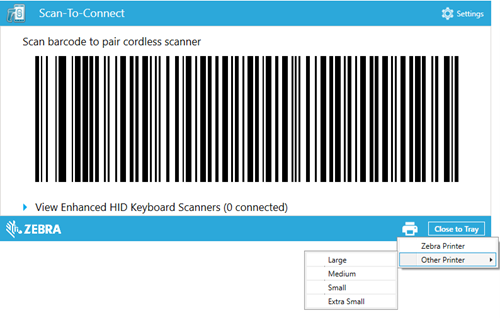 Scan-To-Connect
Settings
Scan barcode to pair cordless scanner
View Enhanced HID Keyboard Scanners (0 connected)
ZEBRA
Close to Tray
Zebra Printer
Other Printer
Large
Medium
Small
Extra Small